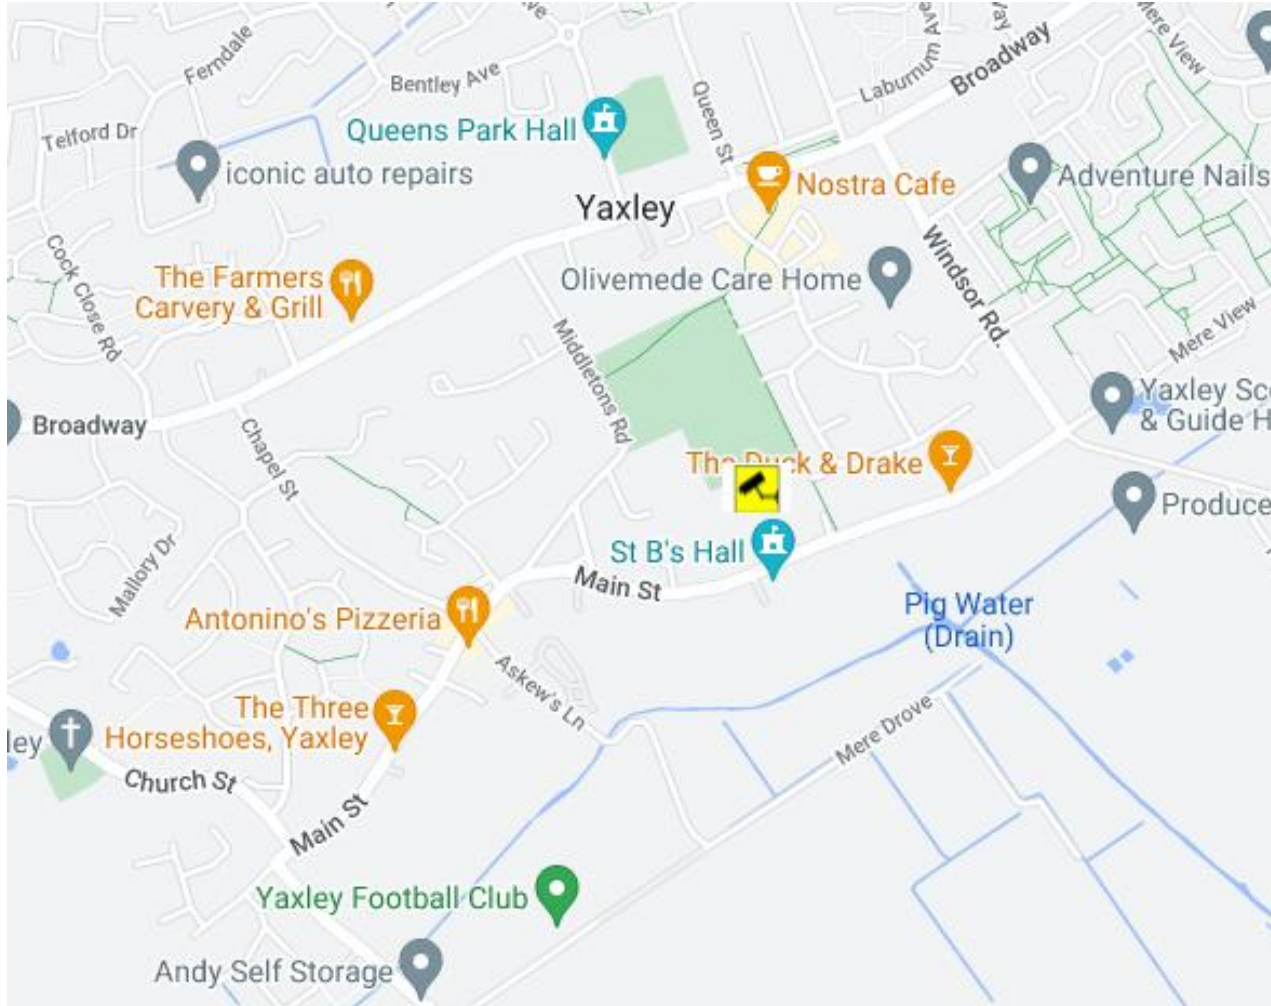 Ferndale
Bentley Ave
Laburnum Ave
Broadway
Mere View
Telford Dr
Queens Park Hall
Queen St
iconic auto repairs
Nostra Cafe
Adventure Nails
Yaxley
Cock Close Rd
The Farmers
Carvery & Grill
Olivemede Care Home
Windsor Rd.
Mere View
Middletons Rd
Broadway
Chapel St
Yaxley
& Guide
The Duck & Drake
Produce
St B's Hall
Main St
Mallory Dr
Antonino's Pizzeria
Pig Water
(Drain)
Askew's Ln
The Three
Horseshoes, Yaxley
Mere Drove
Church St
Main St
Yaxley Football Club
Andy Self Storage